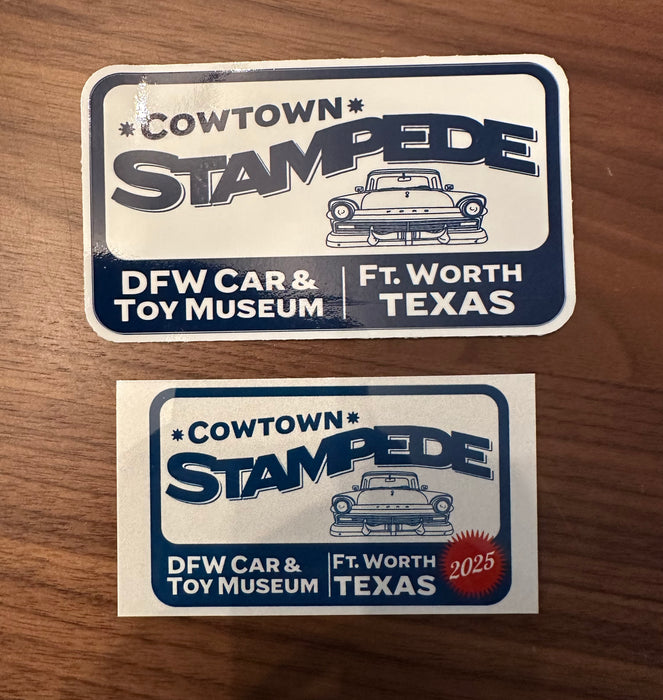 COWTOWN
STAMPEDE
FORD
DFW CAR &
TOY MUSEUM
FT. WORTH
TEXAS
COWTOWN
STAMPEDE
FORD
DFW CAR &
TOY MUSEUM
FT. WORTH
TEXAS
2025